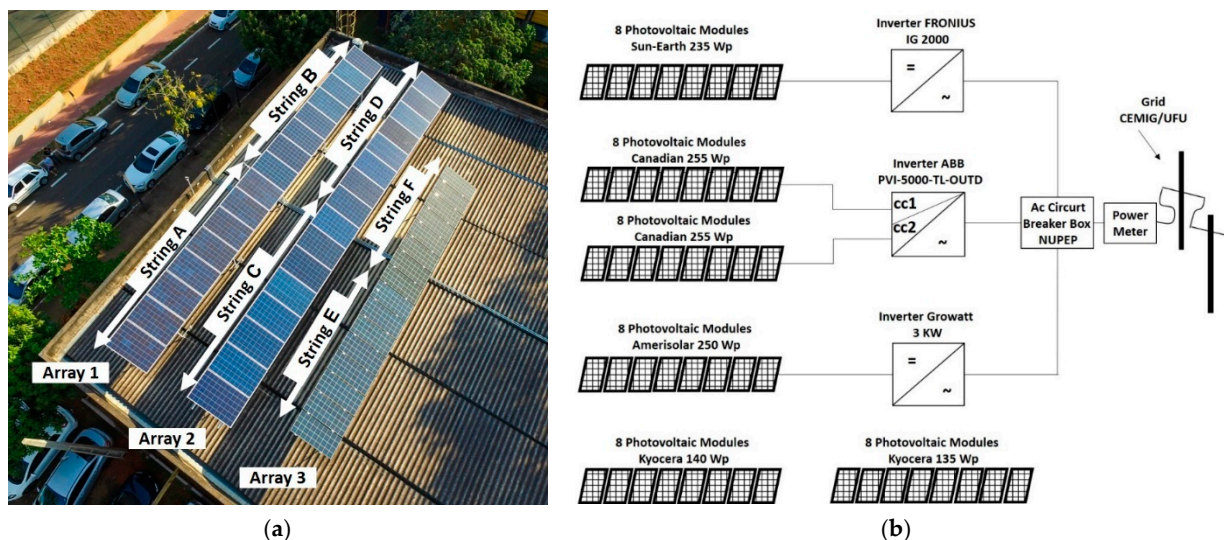 String A
String B
String C
String D
String E
String F
Array 1
Array 2
Array 3
(a)
8 Photovoltaic Modules
Sun-Earth 235 Wp
Inverter FRONIUS
IG 2000
=
~
8 Photovoltaic Modules
Canadian 255 Wp
8 Photovoltaic Modules
Canadian 255 Wp
Inverter ABB
PVI-5000-TL-OUTD
cc1
cc2
~
Ac Circurt
Breaker Box
NUPEP
Power
Meter
Grid
CEMIG/UFU
8 Photovoltaic Modules
Amerisolar 250 Wp
Inverter Growatt
3 KW
=
~
8 Photovoltaic Modules
Kyocera 140 Wp
8 Photovoltaic Modules
Kyocera 135 Wp
(b)